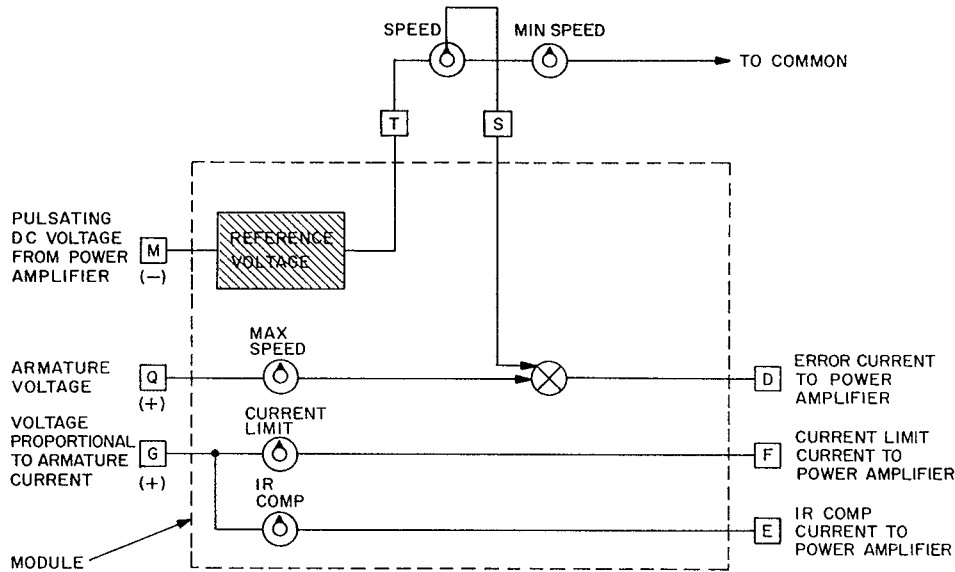 SPEED
MIN SPEED
TO COMMON
T
S
PULSATING
DC VOLTAGE
FROM POWER
AMPLIFIER
M
(—)
REFERENCE
VOLTAGE
MAX
SPEED
ARMATURE
VOLTAGE
Q
(+)
D
ERROR CURRENT
TO POWER
AMPLIFIER
VOLTAGE
PROPORTIONAL
TO ARMATURE
CURRENT
G
(+)
CURRENT
LIMIT
F
CURRENT LIMIT
CURRENT TO
POWER AMPLIFIER
IR
COMP
E
IR COMP
CURRENT TO
POWER AMPLIFIER
MODULE